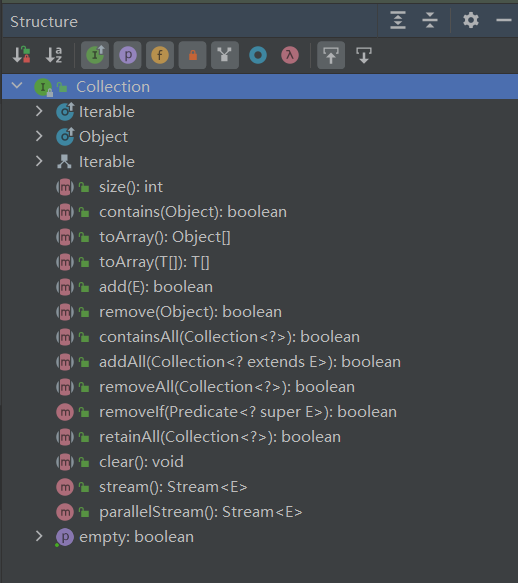 Structure
Collection
Iterable
Object
Iterable
size(): int
contains(Object): boolean
toArray(): Object[]
toArray(T[]): T[]
add(E): boolean
remove(Object): boolean
containsAll(Collection<?>): boolean
addAll(Collection<? extends E>): boolean
removeAll(Collection<?>): boolean
removeIf(Predicate<? super E>): boolean
retainAll(Collection<?>): boolean
clear(): void
stream(): Stream<E>
parallelStream(): Stream<E>
empty: boolean